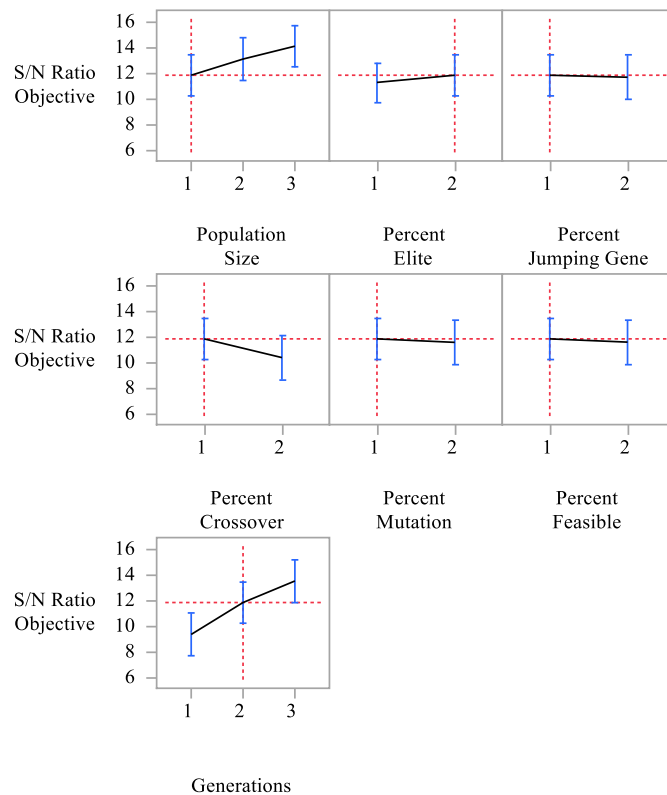 16
14
S/N Ratio
12
Objective
10
8
6
1 2 3 1 2 1 2
Population Percent Percent
Size Elite Jumping Gene
16
14
S/N Ratio
12
Objective
10
8
6
1 2 1 2 1 2
Percent Percent Percent
Crossover Mutation Feasible
16
14
S/N Ratio
12
Objective
10
8
6
1 2 3
Generations